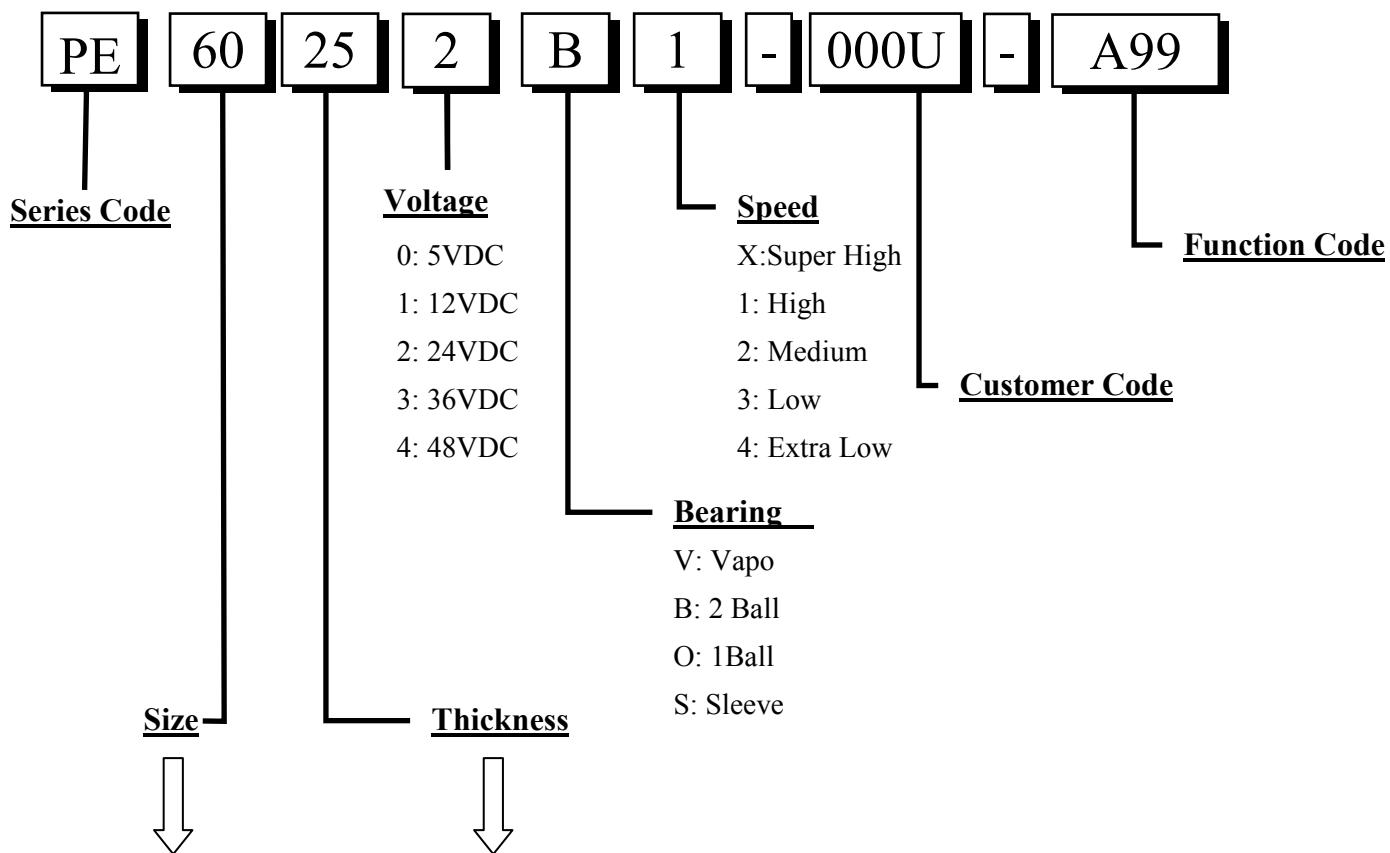 PE 60 25 2 B 1 - 000U - A99
Series Code
Voltage
0: 5VDC
1: 12VDC
2: 24VDC
3: 36VDC
4: 48VDC
Speed
X:Super High
1: High
2: Medium
3: Low
4: Extra Low
Function Code
Customer Code
Bearing
V: Vapo
B: 2 Ball
O: 1Ball
S: Sleeve
Size
Thickness